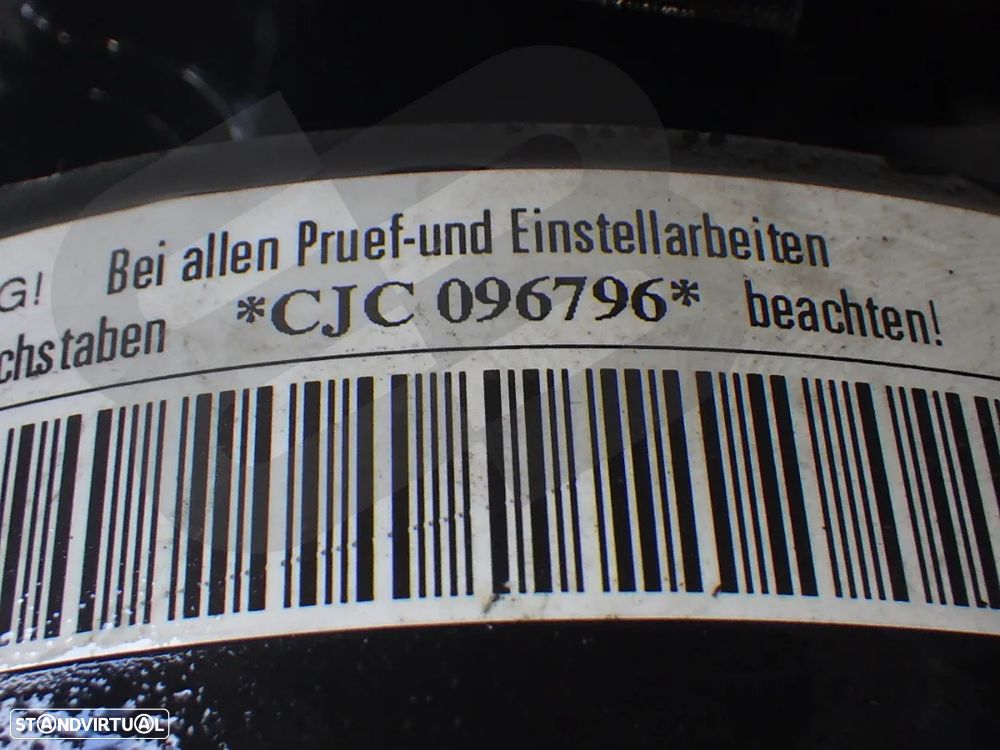 G! Bei allen Pruef-und Einstellarbeiten
chstaben *CJC 096796* beachten!
STANDVIRTUAL